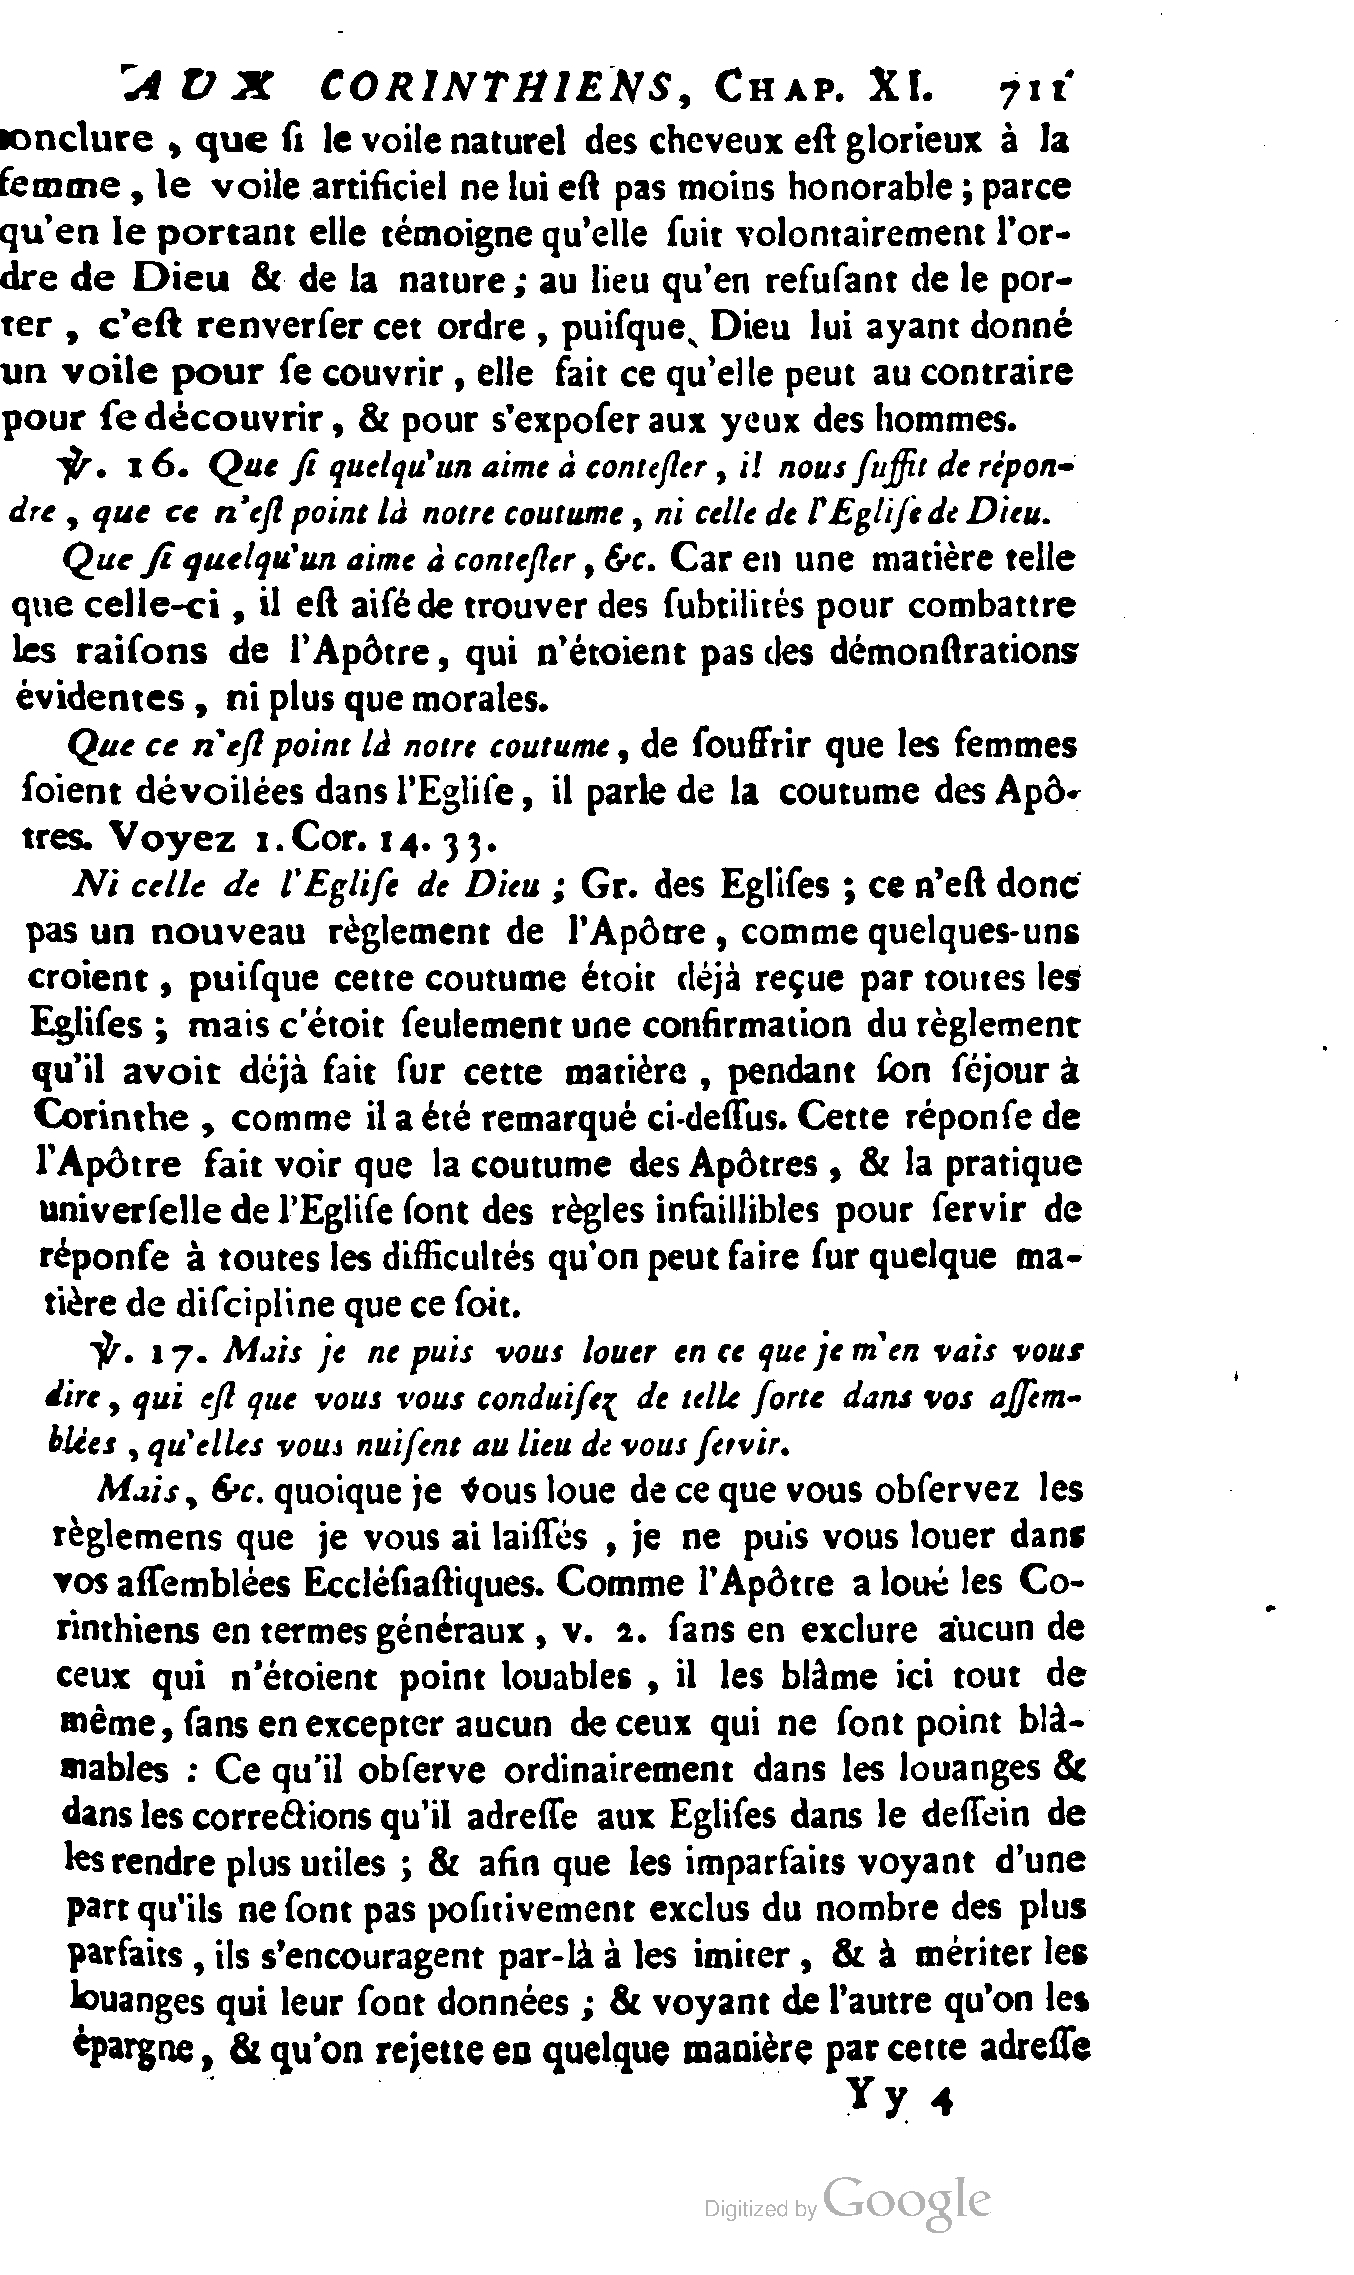 AUX CORINTHIENS, CHAP. XI. 711
conclure , que ſi le voile naturel des cheveux eſt glorieux à la
femme , le voile artificiel ne lui eſt pas moins honorable ; parce
qu'en le portant elle témoigne qu'elle ſuit volontairement l'or-
dre de Dieu & de la nature ; au lieu qu'en refuſant de le por-
ter , c'eſt renverſer cet ordre , puiſque Dieu lui ayant donné
un voile pour ſe couvrir , elle fait ce qu'elle peut au contraire
pour ſe découvrir , & pour s'expoſer aux yeux des hommes.
℣. 16. Que ſi quelqu'un aime à conteſter , il nous ſuffit de répon-
dre , que ce n'eſt point là notre coutume , ni celle de l'Egliſe de Dieu.
Que ſi quelqu'un aime à conteſter , &c. Car en une matière telle
que celle-ci , il eſt aiſé de trouver des ſubtilités pour combattre
les raiſons de l'Apôtre , qui n'étoient pas des démonſtrations
évidentes , ni plus que morales.
Que ce n'eſt point là notre coutume , de ſouffrir que les femmes
ſoient dévoilées dans l'Egliſe , il parle de la coutume des Apô-
tres. Voyez 1. Cor. 14. 33.
Ni celle de l'Egliſe de Dieu ; Gr. des Egliſes ; ce n'eſt donc
pas un nouveau règlement de l'Apôtre , comme quelques-uns
croient , puiſque cette coutume étoit déjà reçue par toutes les
Egliſes ; mais c'étoit ſeulement une confirmation du règlement
qu'il avoit déjà fait ſur cette matière , pendant ſon ſéjour à
Corinthe , comme il a été remarqué ci-deſſus. Cette réponſe de
l'Apôtre fait voir que la coutume des Apôtres , & la pratique
univerſelle de l'Egliſe ſont des règles infaillibles pour ſervir de
réponſe à toutes les difficultés qu'on peut faire ſur quelque ma-
tière de diſcipline que ce ſoit.
℣. 17. Mais je ne puis vous louer en ce que je m'en vais vous
dire , qui eſt que vous vous conduiſez de telle ſorte dans vos aſſem-
blées , qu'elles vous nuiſent au lieu de vous ſervir.
Mais , &c. quoique je vous loue de ce que vous obſervez les
règlemens que je vous ai laiſſés , je ne puis vous louer dans
vos aſſemblées Eccléſiaſtiques. Comme l'Apôtre a loué les Co-
rinthiens en termes généraux , v. 2. ſans en exclure aucun de
ceux qui n'étoient point louables , il les blâme ici tout de
même , ſans en excepter aucun de ceux qui ne ſont point blâ-
mables : Ce qu'il obſerve ordinairement dans les louanges &
dans les corrections qu'il adreſſe aux Egliſes dans le deſſein de
les rendre plus utiles ; & afin que les imparfaits voyant d'une
part qu'ils ne ſont pas poſitivement exclus du nombre des plus
parfaits , ils s'encouragent par-là à les imiter , & à mériter les
louanges qui leur ſont données ; & voyant de l'autre qu'on les
épargne , & qu'on rejette en quelque manière par cette adreſſe
Yy 4
Digitized by Google